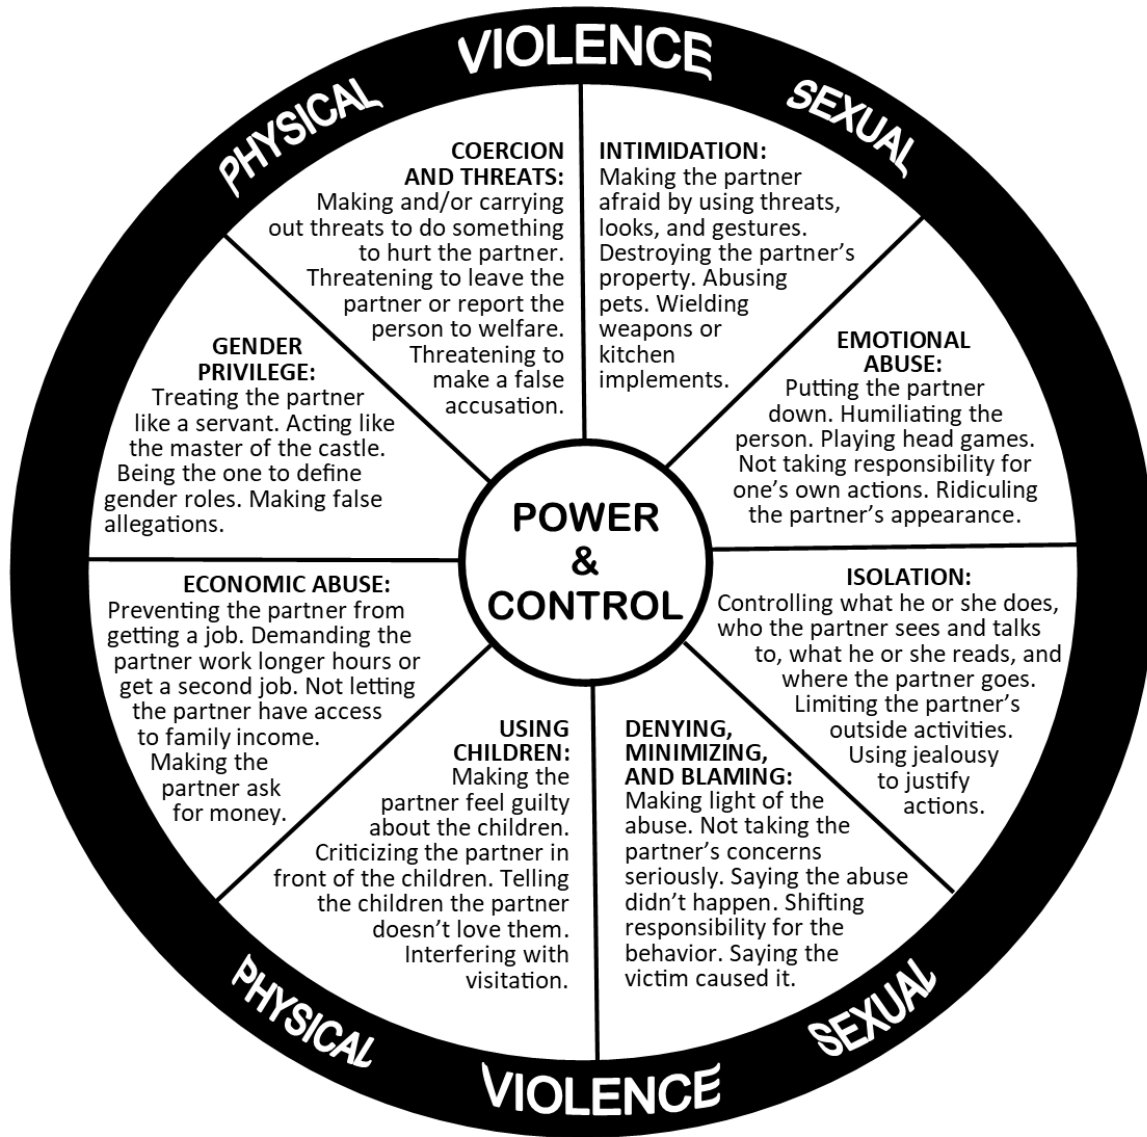 PHYSICAL VIOLENCE SEXUAL
COERCION
AND THREATS:
Making and/or carrying
out threats to do something
to hurt the partner.
Threatening to leave the
partner or report the
person to welfare.
Threatening to
make a false
accusation.
INTIMIDATION:
Making the partner
afraid by using threats,
looks, and gestures.
Destroying the partner’s
property. Abusing
pets. Wielding
weapons or
kitchen
implements.
GENDER
PRIVILEGE:
Treating the partner
like a servant. Acting like
the master of the castle.
Being the one to define
gender roles. Making false
allegations.
EMOTIONAL
ABUSE:
Putting the partner
down. Humiliating the
person. Playing head games.
Not taking responsibility for
one’s own actions. Ridiculing
the partner’s appearance.
POWER
&
CONTROL
ECONOMIC ABUSE:
Preventing the partner from
getting a job. Demanding the
partner work longer hours or
get a second job. Not letting
the partner have access
to family income.
Making the
partner ask
for money.
ISOLATION:
Controlling what he or she does,
who the partner sees and talks
to, what he or she reads, and
where the partner goes.
Limiting the partner’s
outside activities.
Using jealousy
to justify
actions.
USING
CHILDREN:
Making the
partner feel guilty
about the children.
Criticizing the partner in
front of the children. Telling
the children the partner
doesn’t love them.
Interfering with
visitation.
DENYING,
MINIMIZING,
AND BLAMING:
Making light of the
abuse. Not taking the
partner’s concerns
seriously. Saying the abuse
didn’t happen. Shifting
responsibility for the
behavior. Saying the
victim caused it.
PHYSICAL VIOLENCE SEXUAL